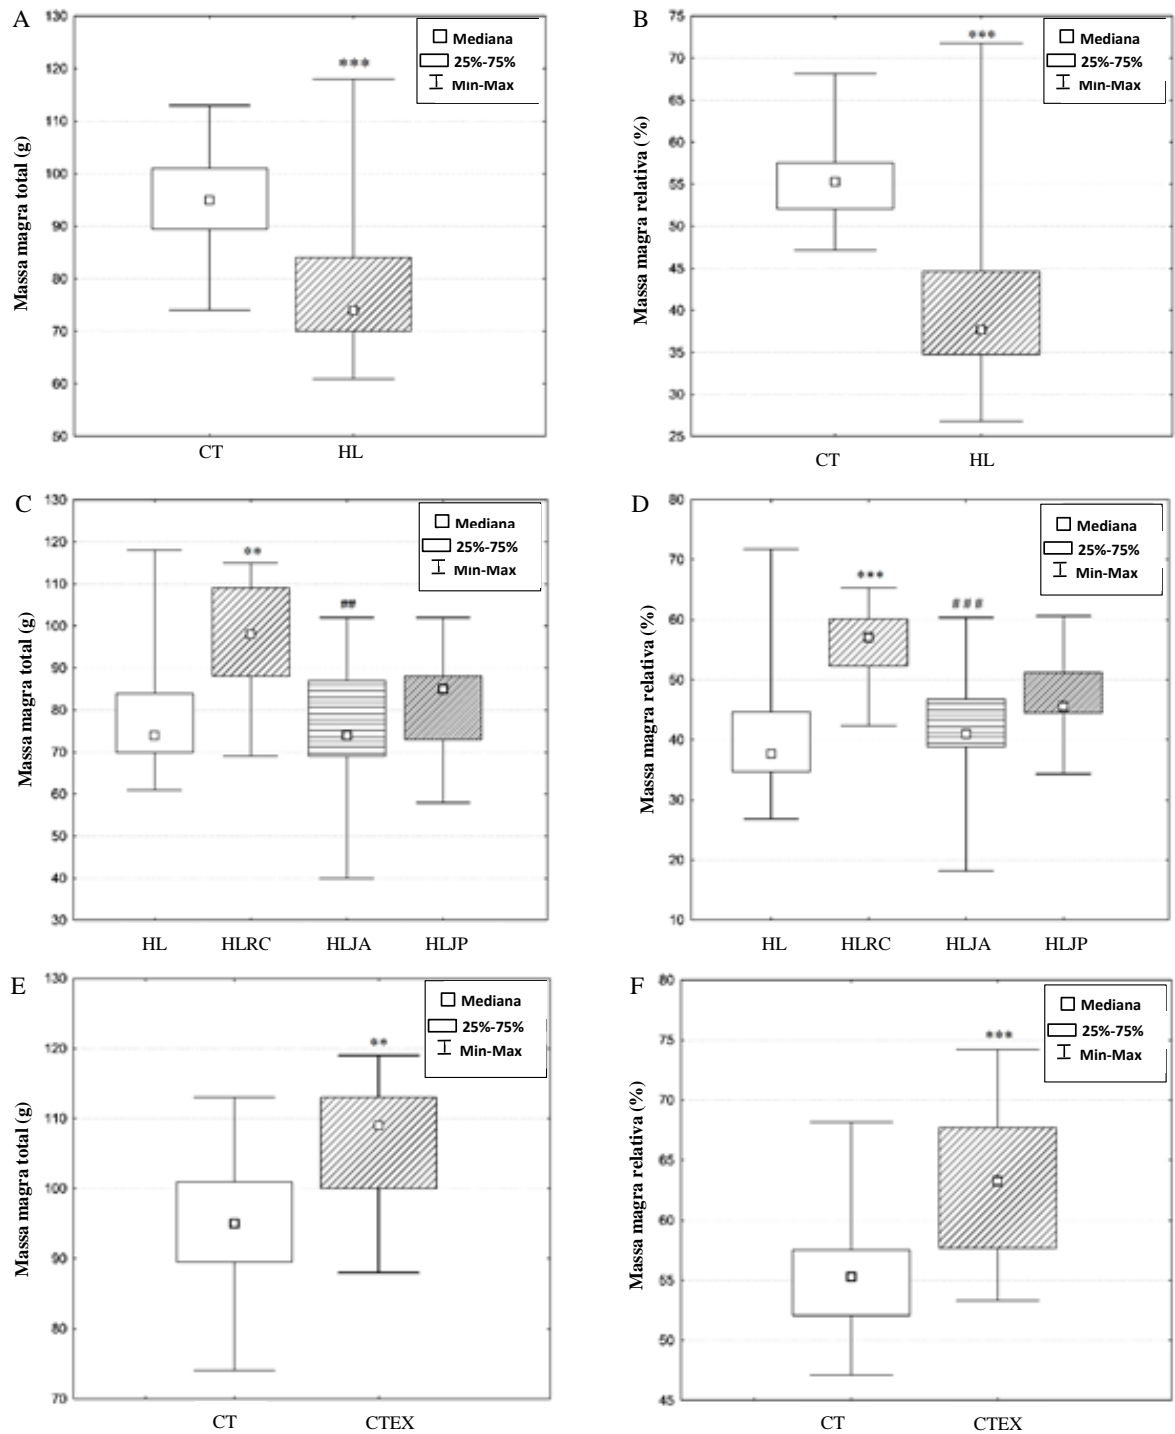 A
Massa magra total (g)
130
120
110
100
90
80
70
60
50
***
Mediana
25%-75%
Min-Max
CT
HL
B
Massa magra relativa (%)
75
70
65
60
55
50
45
40
35
30
25
***
Mediana
25%-75%
Min-Max
CT
HL
C
Massa magra total (g)
130
120
110
100
90
80
70
60
50
40
30
**
##
Mediana
25%-75%
Min-Max
HL
HLRC
HLJA
HLJP
D
Massa magra relativa (%)
80
70
60
50
40
30
20
10
***
###
Mediana
25%-75%
Min-Max
HL
HLRC
HLJA
HLJP
E
Massa magra total (g)
130
120
110
100
90
80
70
**
Mediana
25%-75%
Min-Max
CT
CTEX
F
Massa magra relativa (%)
80
75
70
65
60
55
50
45
***
Mediana
25%-75%
Min-Max
CT
CTEX